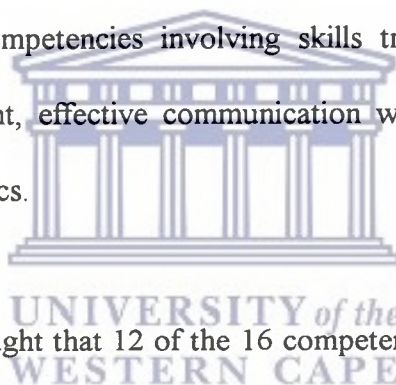 mpetencies involving skills tr
nt, effective communication w
cs.
UNIVERSITY of the
ght that 12 of the 16 competer
WESTERN CAPE